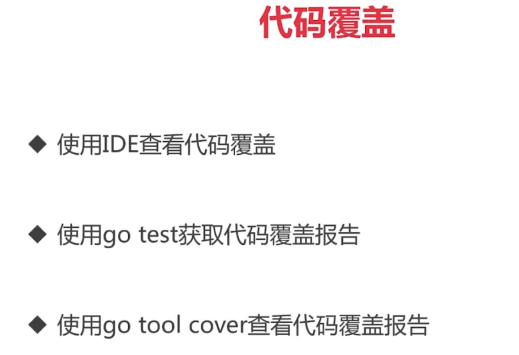 代码覆盖
◆ 使用IDE查看代码覆盖
◆ 使用go test获取代码覆盖报告
◆ 使用go tool cover查看代码覆盖报告